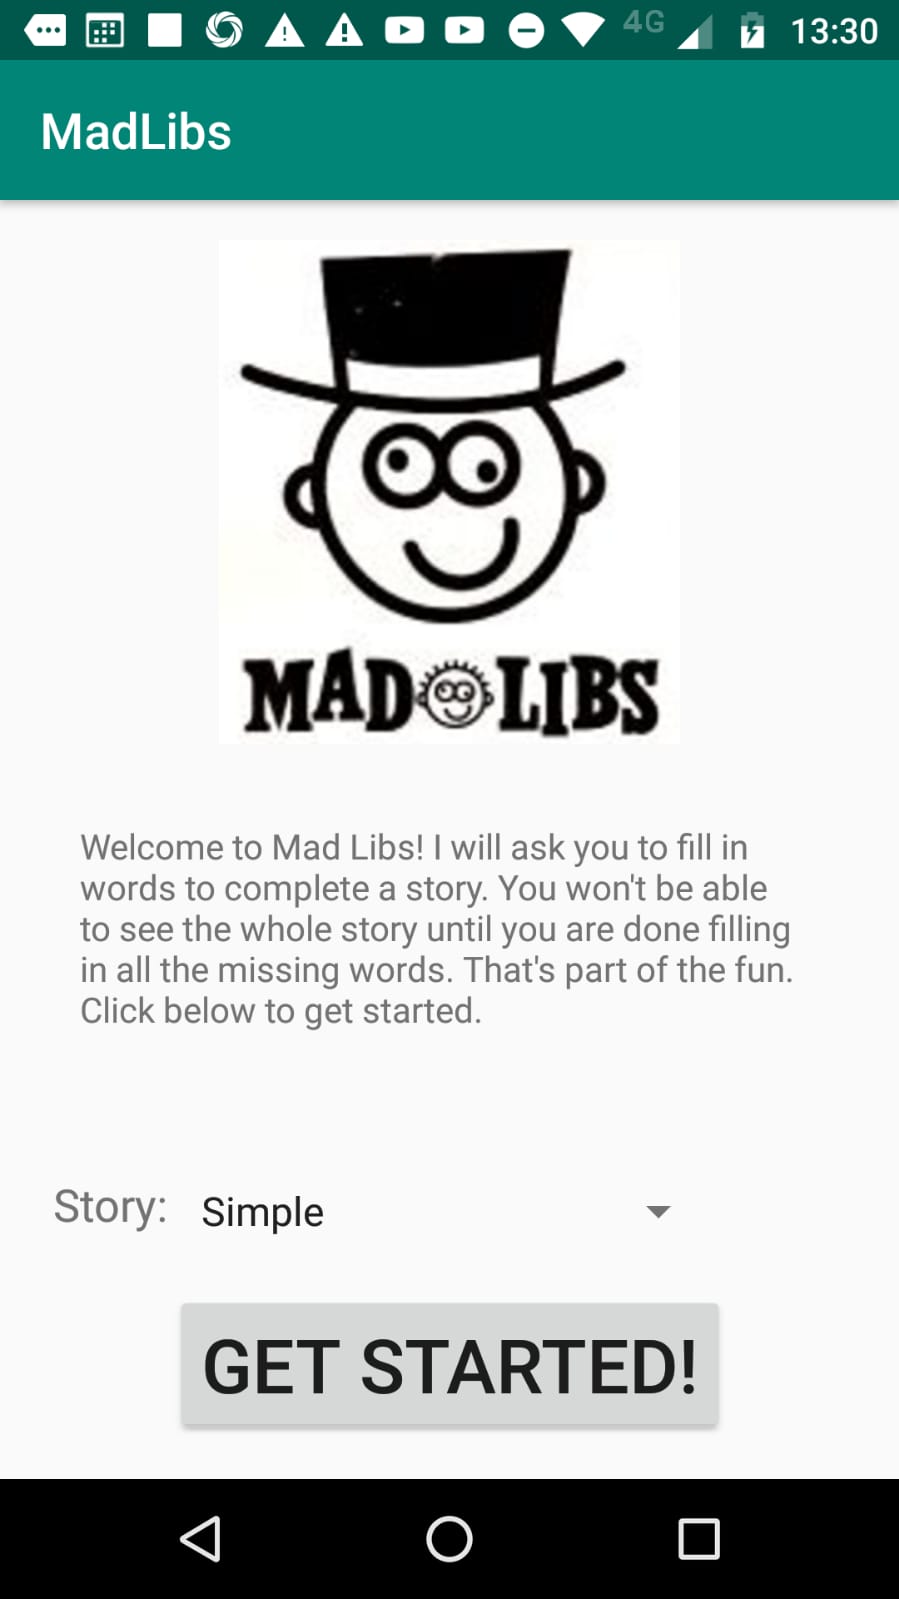 4G 13:30
MadLibs
MAD LIBS
Welcome to Mad Libs! I will ask you to fill in
words to complete a story. You won't be able
to see the whole story until you are done filling
in all the missing words. That's part of the fun.
Click below to get started.
Story: Simple
GET STARTED!